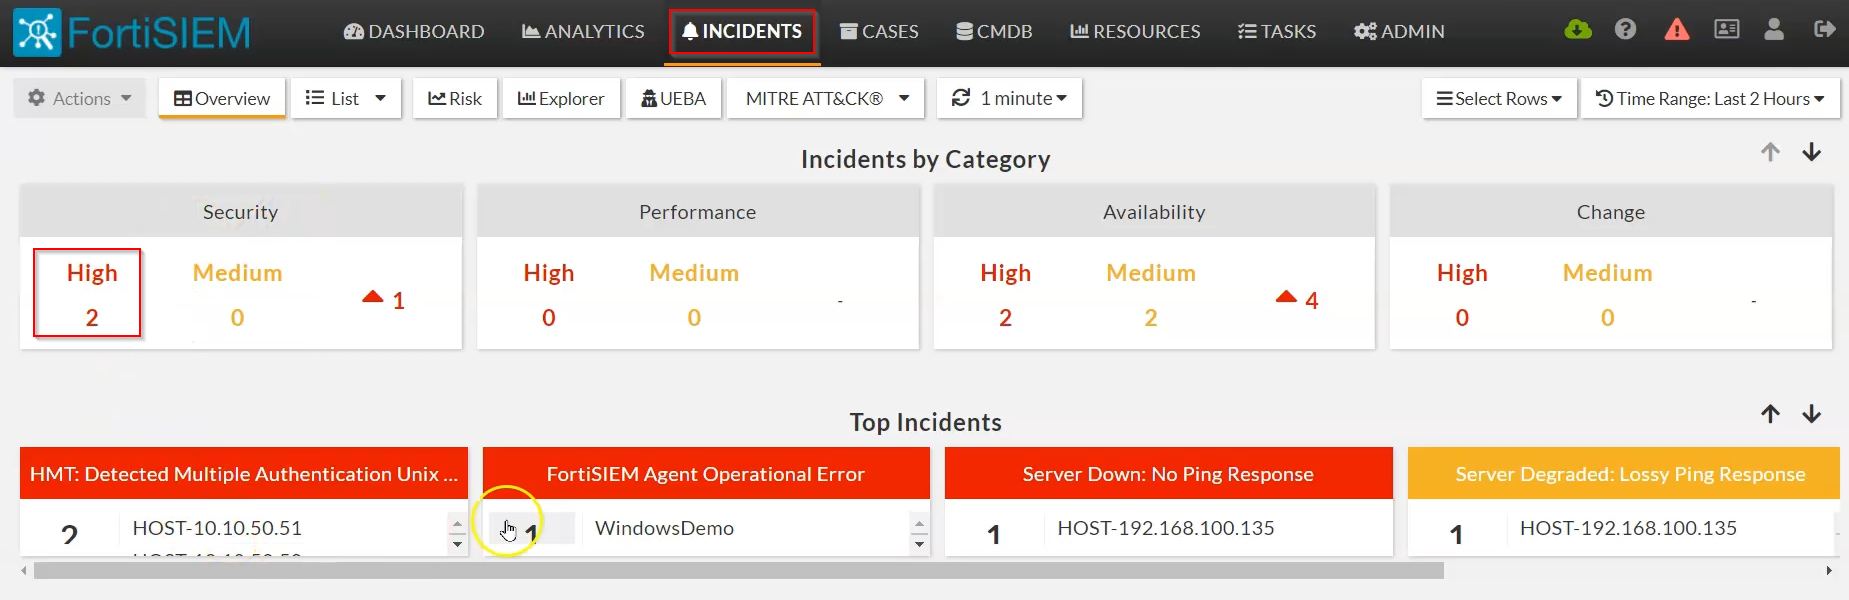 FortiSIEM DASHBOARD ANALYTICS INCIDENTS CASES CMDB RESOURCES TASKS ADMIN
Actions Overview List Risk Explorer UEBA MITRE ATT&CK® 1 minute Select Rows Time Range: Last 2 Hours
Incidents by Category
Security Performance Availability Change
High Medium High Medium High Medium High Medium
2 0 1 0 0 - 2 2 4 0 0 -
Top Incidents
HMT: Detected Multiple Authentication Unix ... FortiSIEM Agent Operational Error Server Down: No Ping Response Server Degraded: Lossy Ping Response
2 HOST-10.10.50.51 1 WindowsDemo 1 HOST-192.168.100.135 1 HOST-192.168.100.135